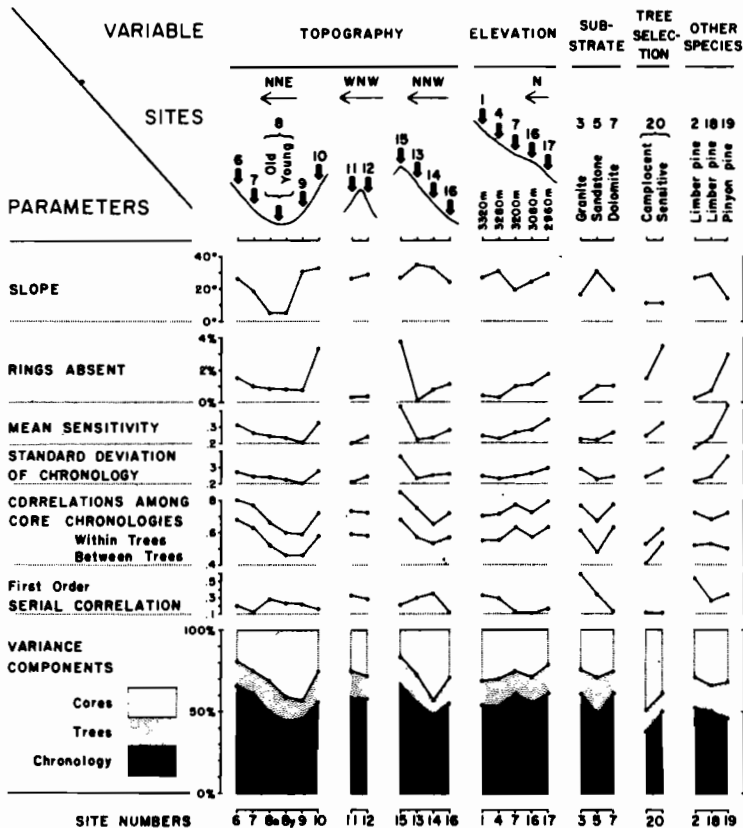 VARIABLE
TOPOGRAPHY
ELEVATION
SUB-
STRATE
TREE
SELEC-
TION
OTHER
SPECIES
SITES
NNE
WNW
NNW
N
6 7 8 9 10
Old
Young
11 12
15 13 14 16
1 4 7 16 17
3320m
3280m
3200m
3080m
2960m
3 5 7
Granite
Sandstone
Dolomite
20
Complocent
Sensitive
2 18 19
Limber pine
Limber pine
Pinyon pine
PARAMETERS
SLOPE
40°
20°
0°
RINGS ABSENT
4%
2%
0%
MEAN SENSITIVITY
.3
.2
STANDARD DEVIATION
OF CHRONOLOGY
.3
.2
CORRELATIONS AMONG
CORE CHRONOLOGIES
Within Trees
Between Trees
.8
.6
.4
First Order
SERIAL CORRELATION
.5
.3
.1
VARIANCE
COMPONENTS
Cores
Trees
Chronology
100%
50%
0%
SITE NUMBERS
6 7 8o 8y 9 10
11 12
15 13 14 16
1 4 7 16 17
3 5 7
20
2 18 19